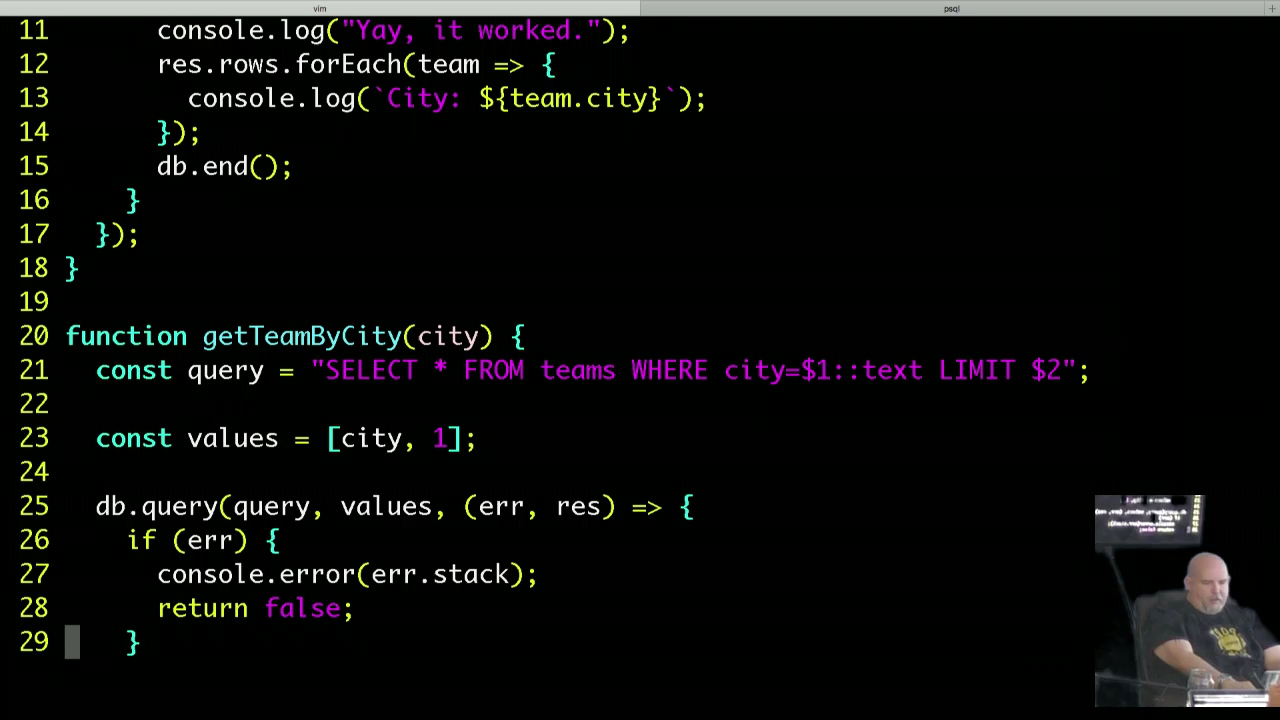 vim
psql
+
11 console.log("Yay, it worked.");
12 res.rows.forEach(team => {
13 console.log(`City: ${team.city}`);
14 });
15 db.end();
16 }
17 });
18 }
19
20 function getTeamByCity(city) {
21 const query = "SELECT * FROM teams WHERE city=$1::text LIMIT $2";
22
23 const values = [city, 1];
24
25 db.query(query, values, (err, res) => {
26 if (err) {
27 console.error(err.stack);
28 return false;
29 }